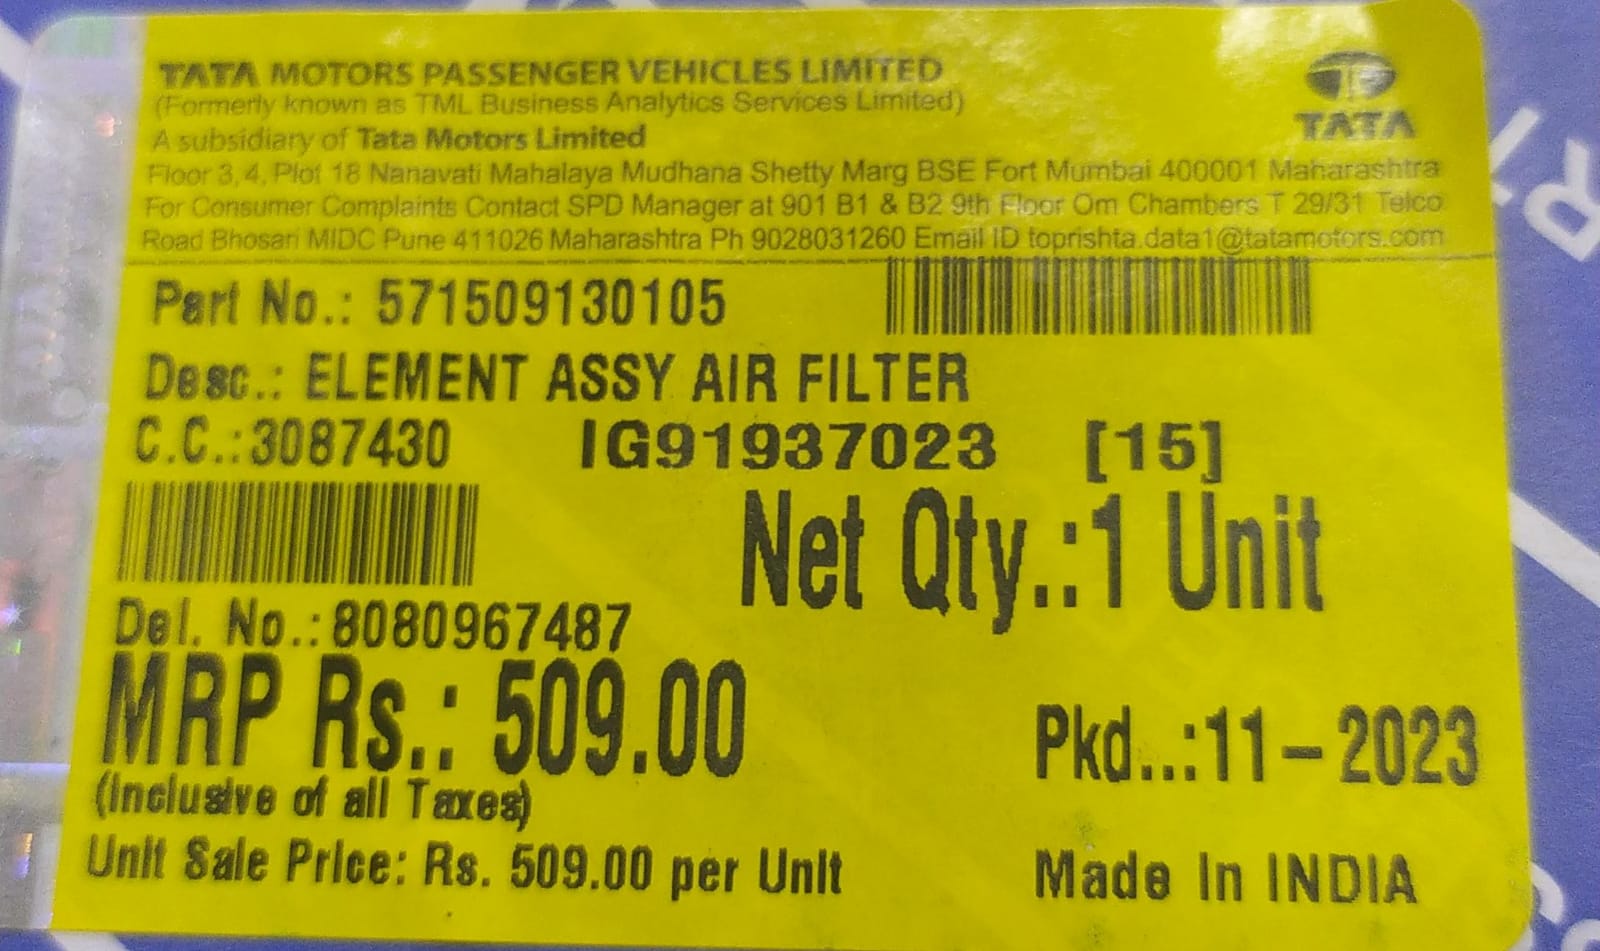 TATA MOTORS PASSENGER VEHICLES LIMITED
(Formerly known as TML Business Analytics Services Limited)
A subsidiary of Tata Motors Limited
TATA
Floor 3,4, Plot 18 Nanavati Mahalaya Mudhana Shetty Marg BSE Fort Mumbai 400001 Maharashtra
For Consumer Complaints Contact SPD Manager at 901 B1 & B2 9th Floor Om Chambers T 29/31 Telco
Road Bhosari MIDC Pune 411026 Maharashtra Ph 9028031260 Email ID toprishta.data1@tatamotors.com
Part No.: 571509130105
Desc.: ELEMENT ASSY AIR FILTER
C.C.:3087430 IG91937023 [15]
Net Qty.:1 Unit
Del. No.:8080967487
MRP Rs.: 509.00
Pkd..:11-2023
(Inclusive of all Taxes)
Unit Sale Price: Rs. 509.00 per Unit
Made In INDIA